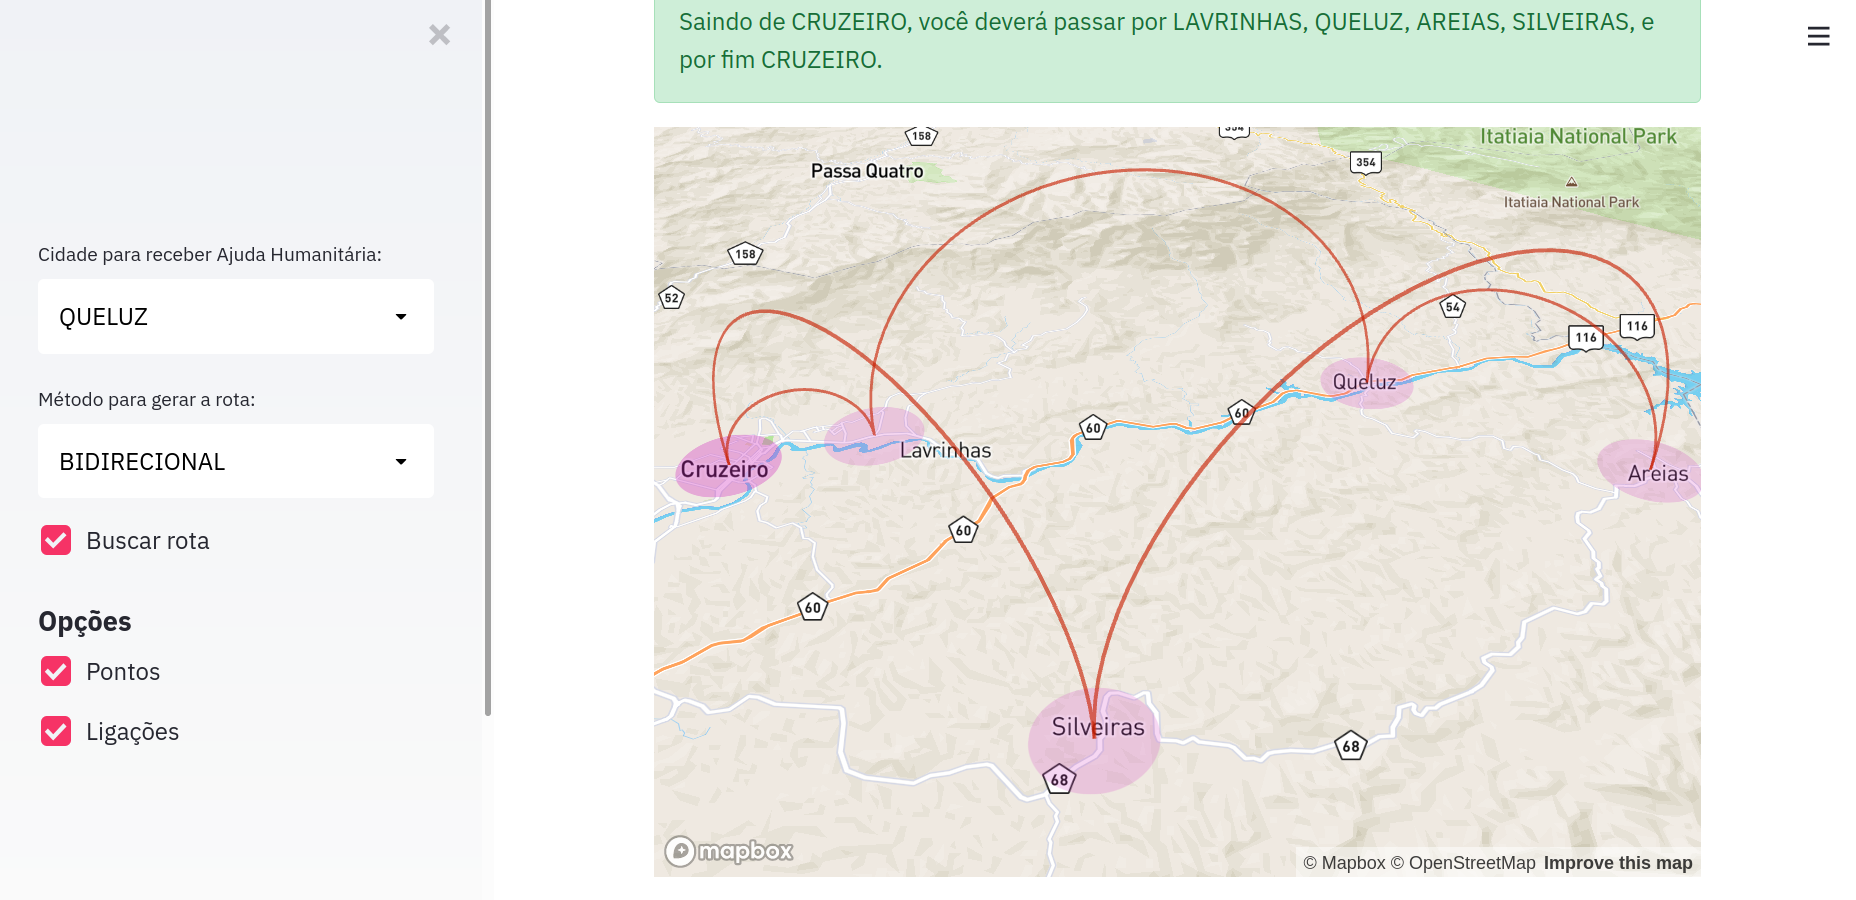 Cidade para receber Ajuda Humanitária:
QUELUZ
Método para gerar a rota:
BIDIRECIONAL
Buscar rota
Opções
Pontos
Ligações
Saindo de CRUZEIRO, você deverá passar por LAVRINHAS, QUELUZ, AREIAS, SILVEIRAS, e
por fim CRUZEIRO.
158
354
Itatiaia National Park
Passa Quatro
354
Itatiaia National Park
158
52
54
116
116
Queluz
60
60
Lavrinhas
Cruzeiro
Areias
60
60
Silveiras
68
68
mapbox
© Mapbox © OpenStreetMap Improve this map